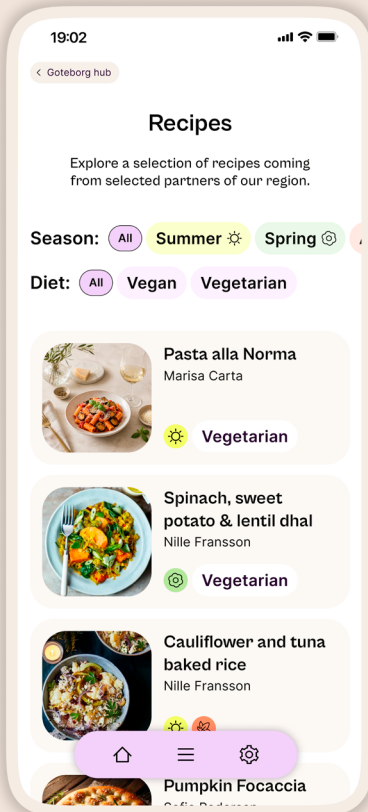 19:02
Goteborg hub
Recipes
Explore a selection of recipes coming
from selected partners of our region.
Season: All Summer Spring
Diet: All Vegan Vegetarian
Pasta alla Norma
Marisa Carta
Vegetarian
Spinach, sweet
potato & lentil dhal
Nille Fransson
Vegetarian
Cauliflower and tuna
baked rice
Nille Fransson
Pumpkin Focaccia